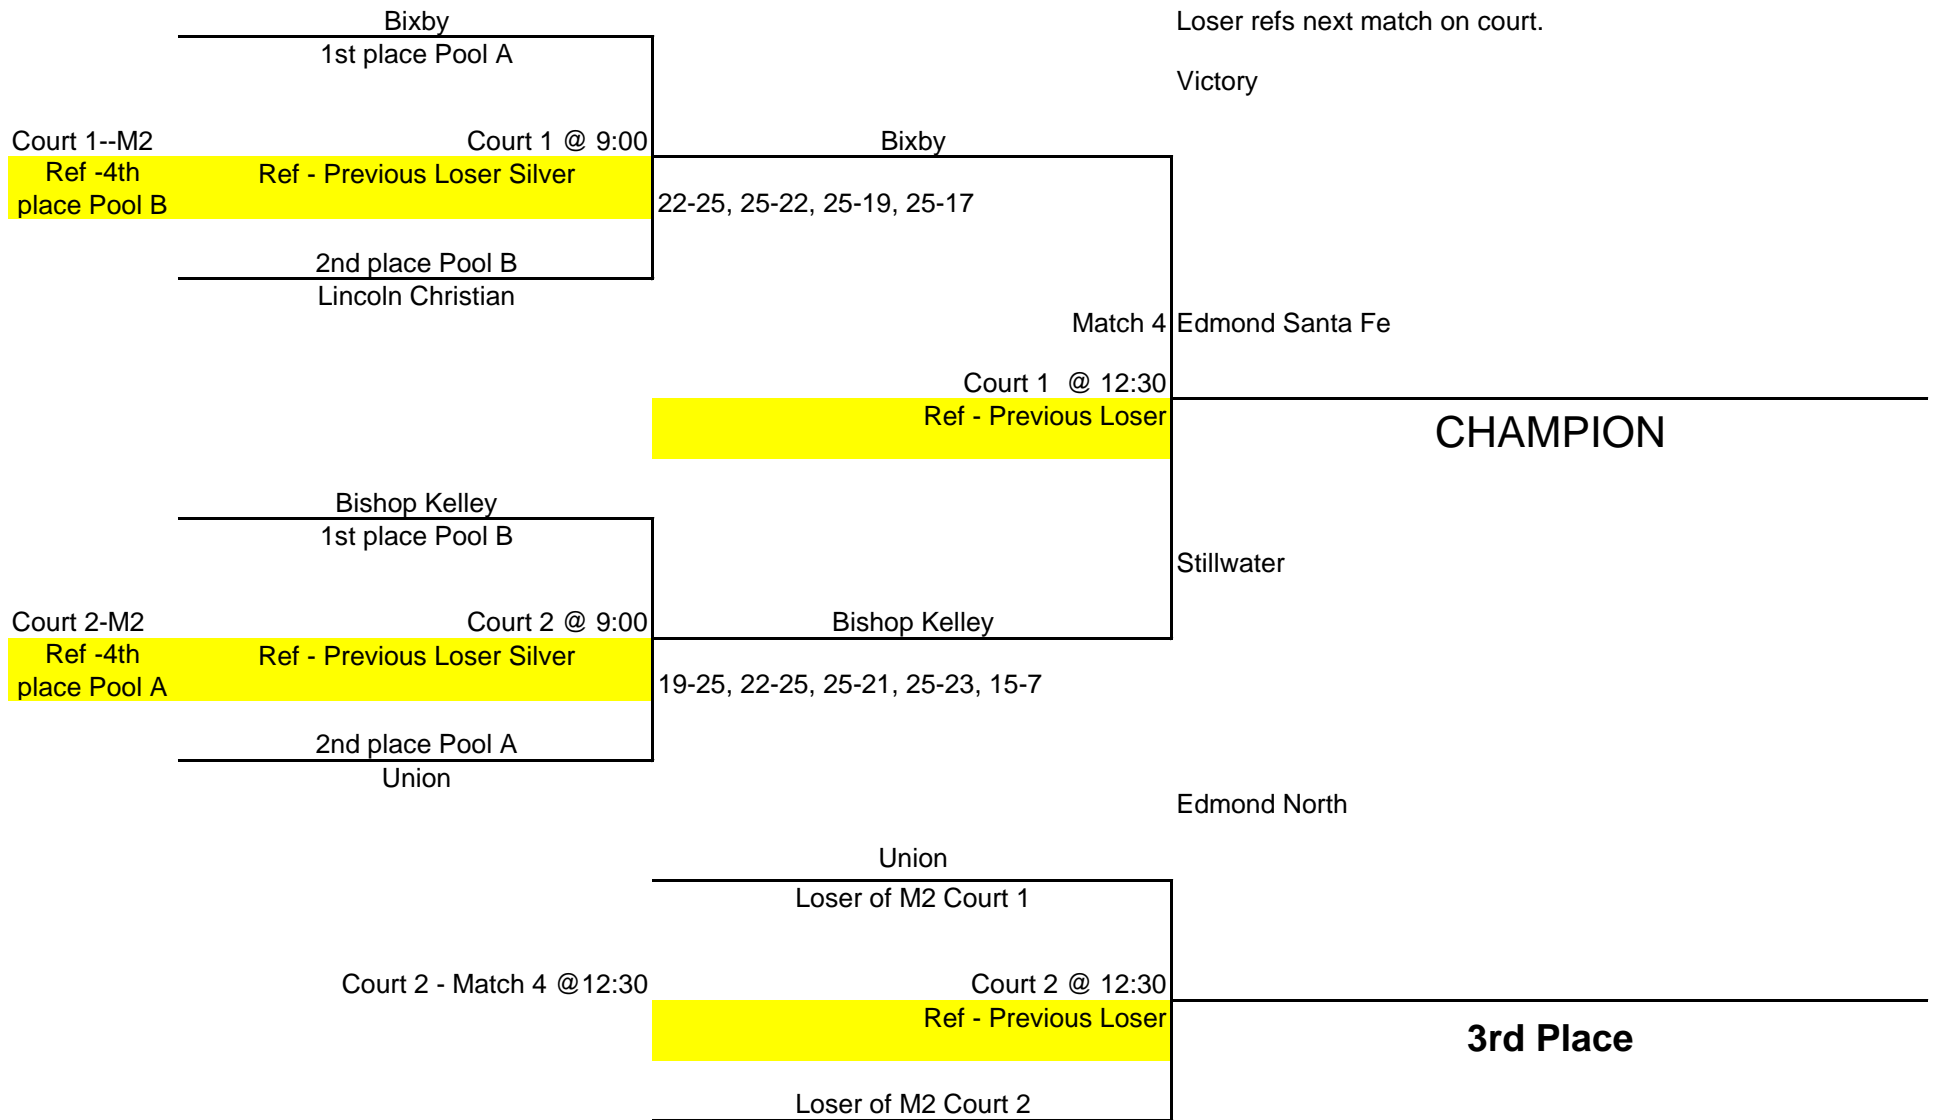 Bixby
Loser refs next match on court.
1st place Pool A
Victory
Court 1--M2
Court 1 @ 9:00
Bixby
Ref -4th
place Pool B
Ref - Previous Loser Silver
22-25, 25-22, 25-19, 25-17
2nd place Pool B
Lincoln Christian
Match 4
Edmond Santa Fe
Court 1 @ 12:30
Ref - Previous Loser
CHAMPION
Bishop Kelley
1st place Pool B
Stillwater
Court 2-M2
Court 2 @ 9:00
Bishop Kelley
Ref -4th
place Pool A
Ref - Previous Loser Silver
19-25, 22-25, 25-21, 25-23, 15-7
2nd place Pool A
Union
Edmond North
Union
Loser of M2 Court 1
Court 2 - Match 4 @12:30
Court 2 @ 12:30
Ref - Previous Loser
3rd Place
Loser of M2 Court 2